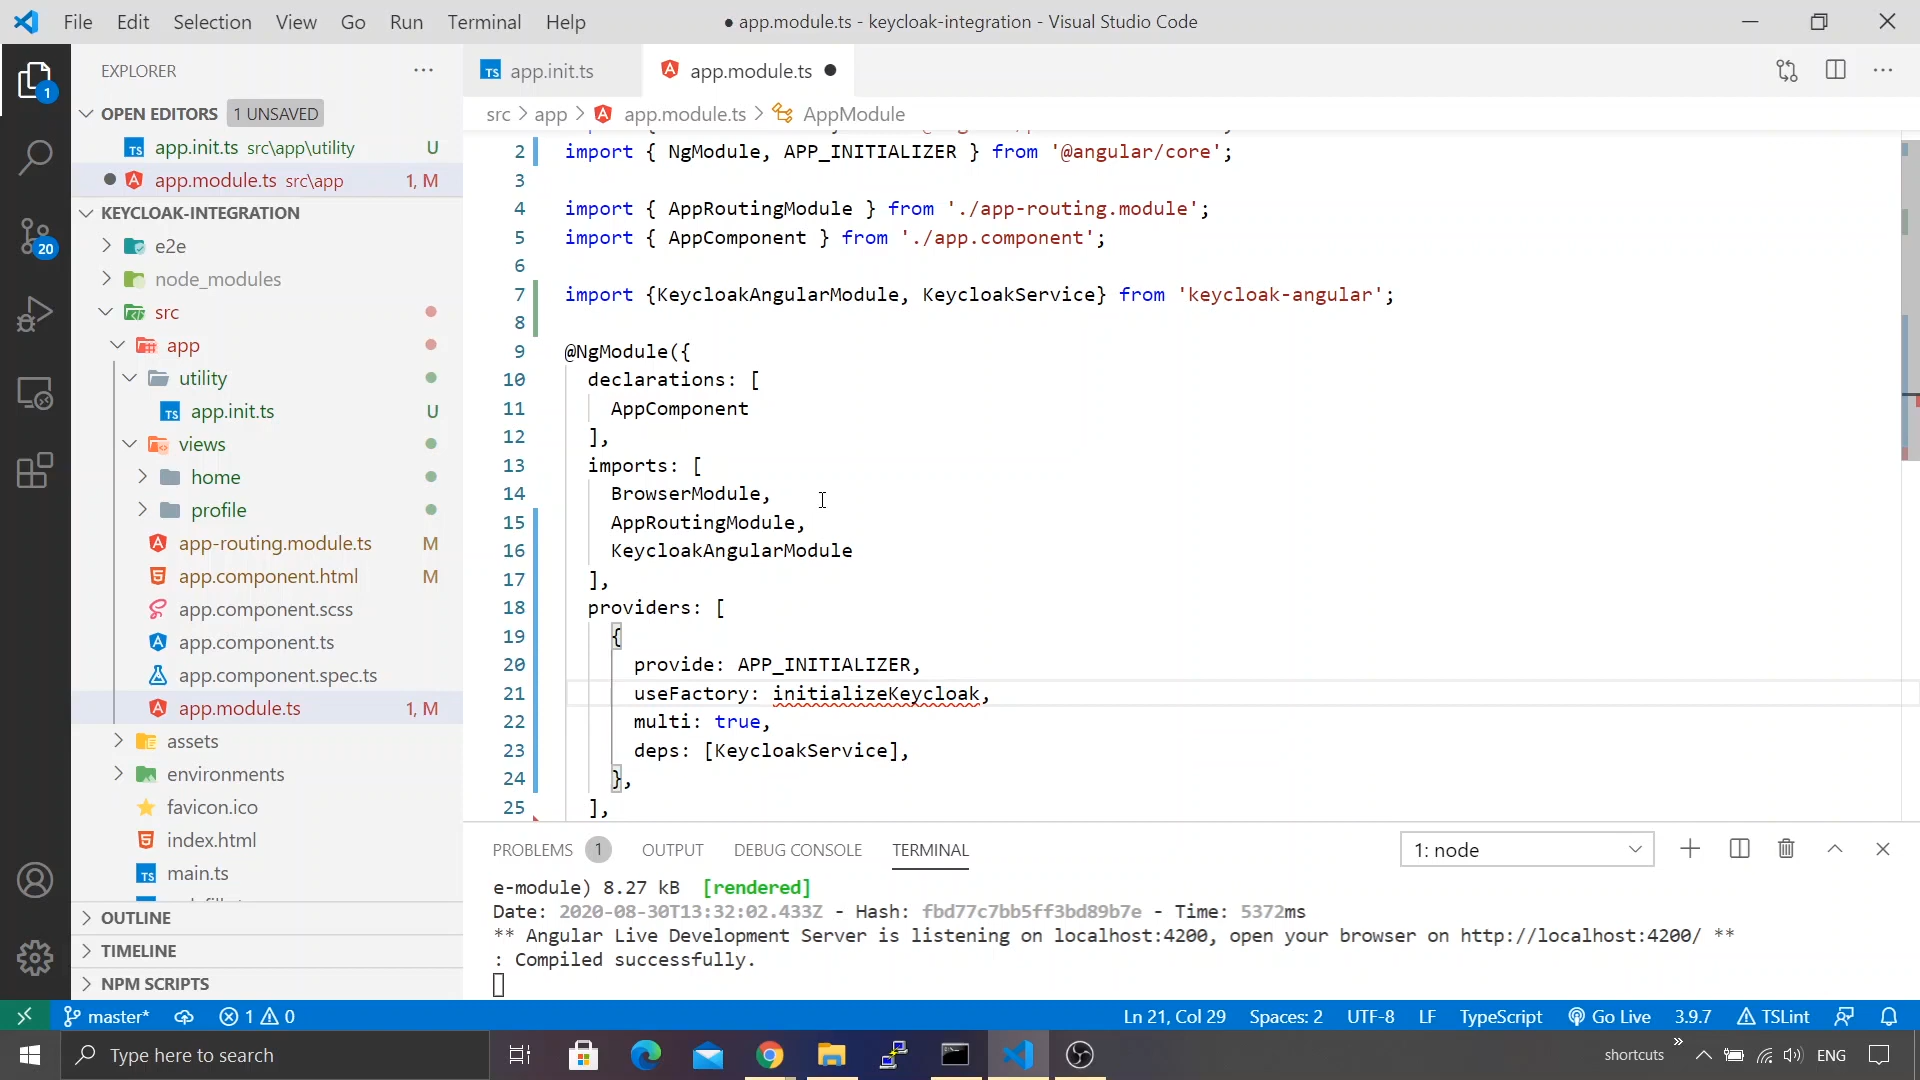 File Edit Selection View Go Run Terminal Help
● app.module.ts - keycloak-integration - Visual Studio Code
EXPLORER
OPEN EDITORS 1 UNSAVED
TS app.init.ts src\app\utility U
app.module.ts src\app 1, M
KEYCLOAK-INTEGRATION
e2e
node_modules
src
app
utility
TS app.init.ts U
views
home
profile
app-routing.module.ts M
app.component.html M
app.component.scss
app.component.ts
app.component.spec.ts
app.module.ts 1, M
assets
environments
favicon.ico
index.html
TS main.ts
OUTLINE
TIMELINE
NPM SCRIPTS
1
20
TS app.init.ts
app.module.ts ●
src > app > app.module.ts > AppModule
2 import { NgModule, APP_INITIALIZER } from '@angular/core';
3
4 import { AppRoutingModule } from './app-routing.module';
5 import { AppComponent } from './app.component';
6
7 import {KeycloakAngularModule, KeycloakService} from 'keycloak-angular';
8
9 @NgModule({
10 declarations: [
11 AppComponent
12 ],
13 imports: [
14 BrowserModule,
15 AppRoutingModule,
16 KeycloakAngularModule
17 ],
18 providers: [
19 {
20 provide: APP_INITIALIZER,
21 useFactory: initializeKeycloak,
22 multi: true,
23 deps: [KeycloakService],
24 },
25 ],
PROBLEMS 1 OUTPUT DEBUG CONSOLE TERMINAL
1: node
e-module) 8.27 kB [rendered]
Date: 2020-08-30T13:32:02.433Z - Hash: fbd77c7bb5ff3bd89b7e - Time: 5372ms
** Angular Live Development Server is listening on localhost:4200, open your browser on http://localhost:4200/ **
: Compiled successfully.
master* 1 0
Ln 21, Col 29 Spaces: 2 UTF-8 LF TypeScript Go Live 3.9.7 TSLint
Type here to search
shortcuts » ENG